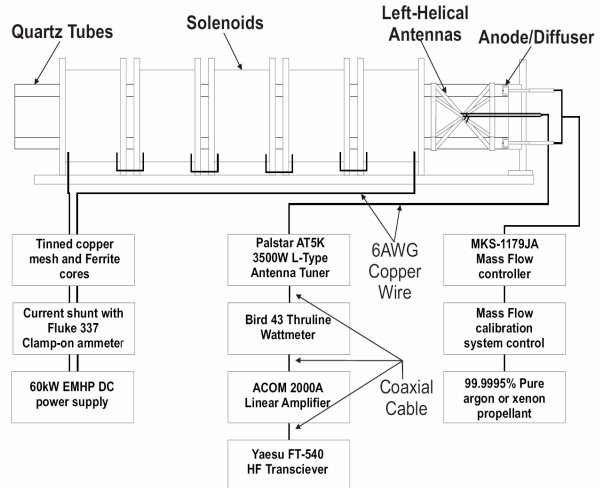 Quartz Tubes
Solenoids
Left-Helical
Antennas
Anode/Diffuser
Tinned copper
mesh and Ferrite
cores
Current shunt with
Fluke 337
Clamp-on ammeter
60kW EMHP DC
power supply
Palstar AT5K
3500W L-Type
Antenna Tuner
Bird 43 Thruline
Wattmeter
ACOM 2000A
Linear Amplifier
Yaesu FT-540
HF Transciever
6AWG
Copper
Wire
Coaxial
Cable
MKS-1179JA
Mass Flow
controller
Mass Flow
calibration
system control
99.9995% Pure
argon or xenon
propellant